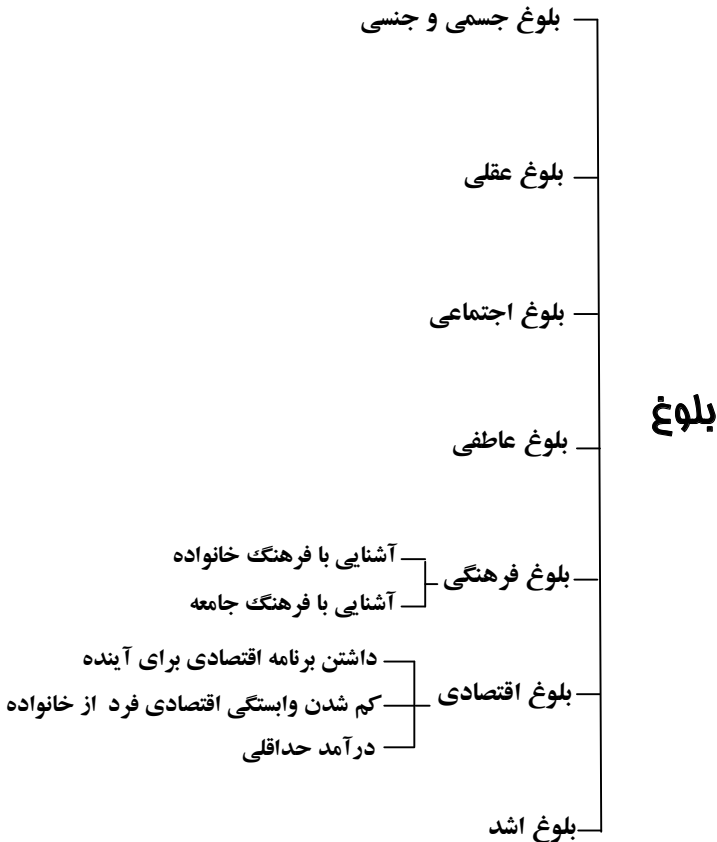 بلوغ
بلوغ جسمی و جنسی
بلوغ عقلی
بلوغ اجتماعی
بلوغ عاطفی
بلوغ فرهنگی
آشنایی با فرهنگ خانواده
آشنایی با فرهنگ جامعه
بلوغ اقتصادی
داشتن برنامه اقتصادی برای آینده
کم شدن وابستگی اقتصادی فرد از خانواده
درآمد حداقلی
بلوغ اشد